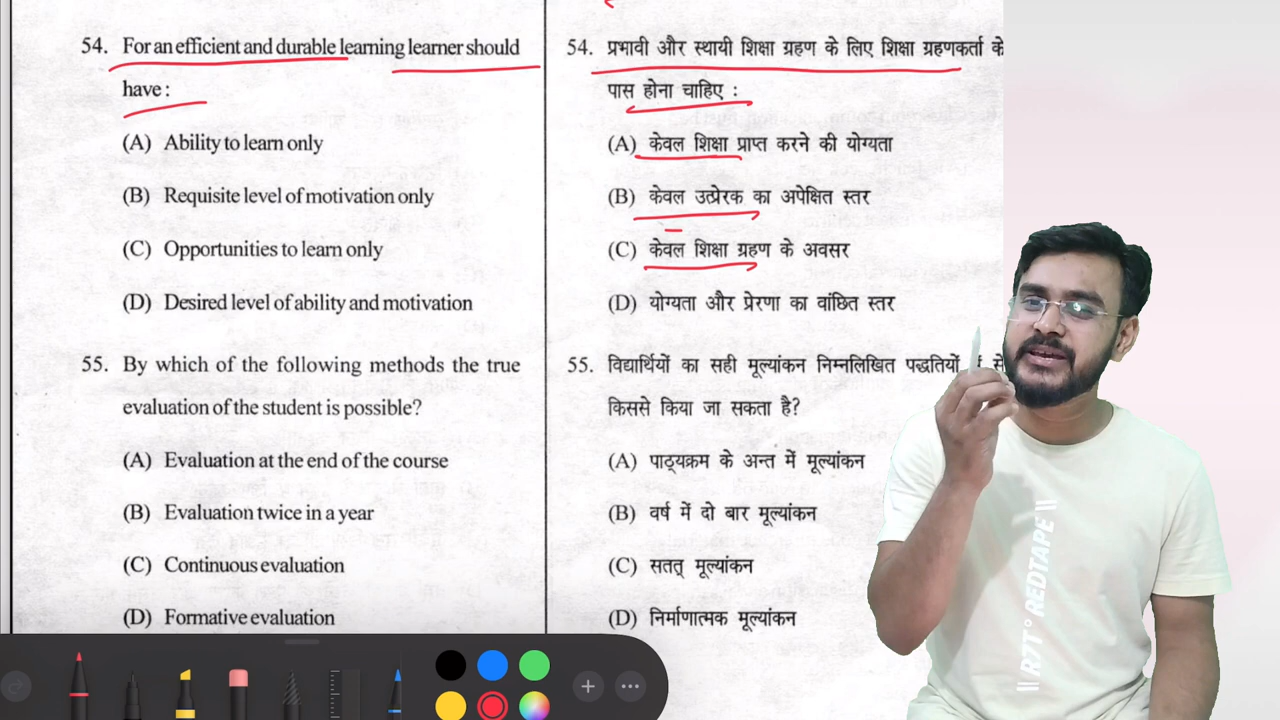 54. For an efficient and durable learning learner should
have :
(A) Ability to learn only
(B) Requisite level of motivation only
(C) Opportunities to learn only
(D) Desired level of ability and motivation
55. By which of the following methods the true
evaluation of the student is possible?
(A) Evaluation at the end of the course
(B) Evaluation twice in a year
(C) Continuous evaluation
(D) Formative evaluation
54. प्रभावी और स्थायी शिक्षा ग्रहण के लिए शिक्षा ग्रहणकर्ता के
पास होना चाहिए :
(A) केवल शिक्षा प्राप्त करने की योग्यता
(B) केवल उत्प्रेरक का अपेक्षित स्तर
(C) केवल शिक्षा ग्रहण के अवसर
(D) योग्यता और प्रेरणा का वांछित स्तर
55. विद्यार्थियों का सही मूल्यांकन निम्नलिखित पद्धतियों से
किससे किया जा सकता है?
(A) पाठ्यक्रम के अन्त में मूल्यांकन
(B) वर्ष में दो बार मूल्यांकन
(C) सतत् मूल्यांकन
(D) निर्माणात्मक मूल्यांकन
R7T° REDTAPE